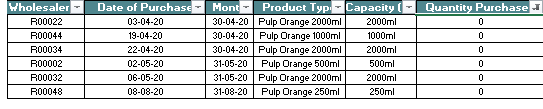 Wholesaler Date of Purchase Mont Product Type Capacity ( Quantity Purchase
R00022 03-04-20 30-04-20 Pulp Orange 2000ml 2000ml 0
R00044 19-04-20 30-04-20 Pulp Orange 1000ml 1000ml 0
R00034 22-04-20 30-04-20 Pulp Orange 2000ml 2000ml 0
R00002 02-05-20 31-05-20 Pulp Orange 500ml 500ml 0
R00032 06-05-20 31-05-20 Pulp Orange 2000ml 2000ml 0
R00048 08-08-20 31-08-20 Pulp Orange 250ml 250ml 0